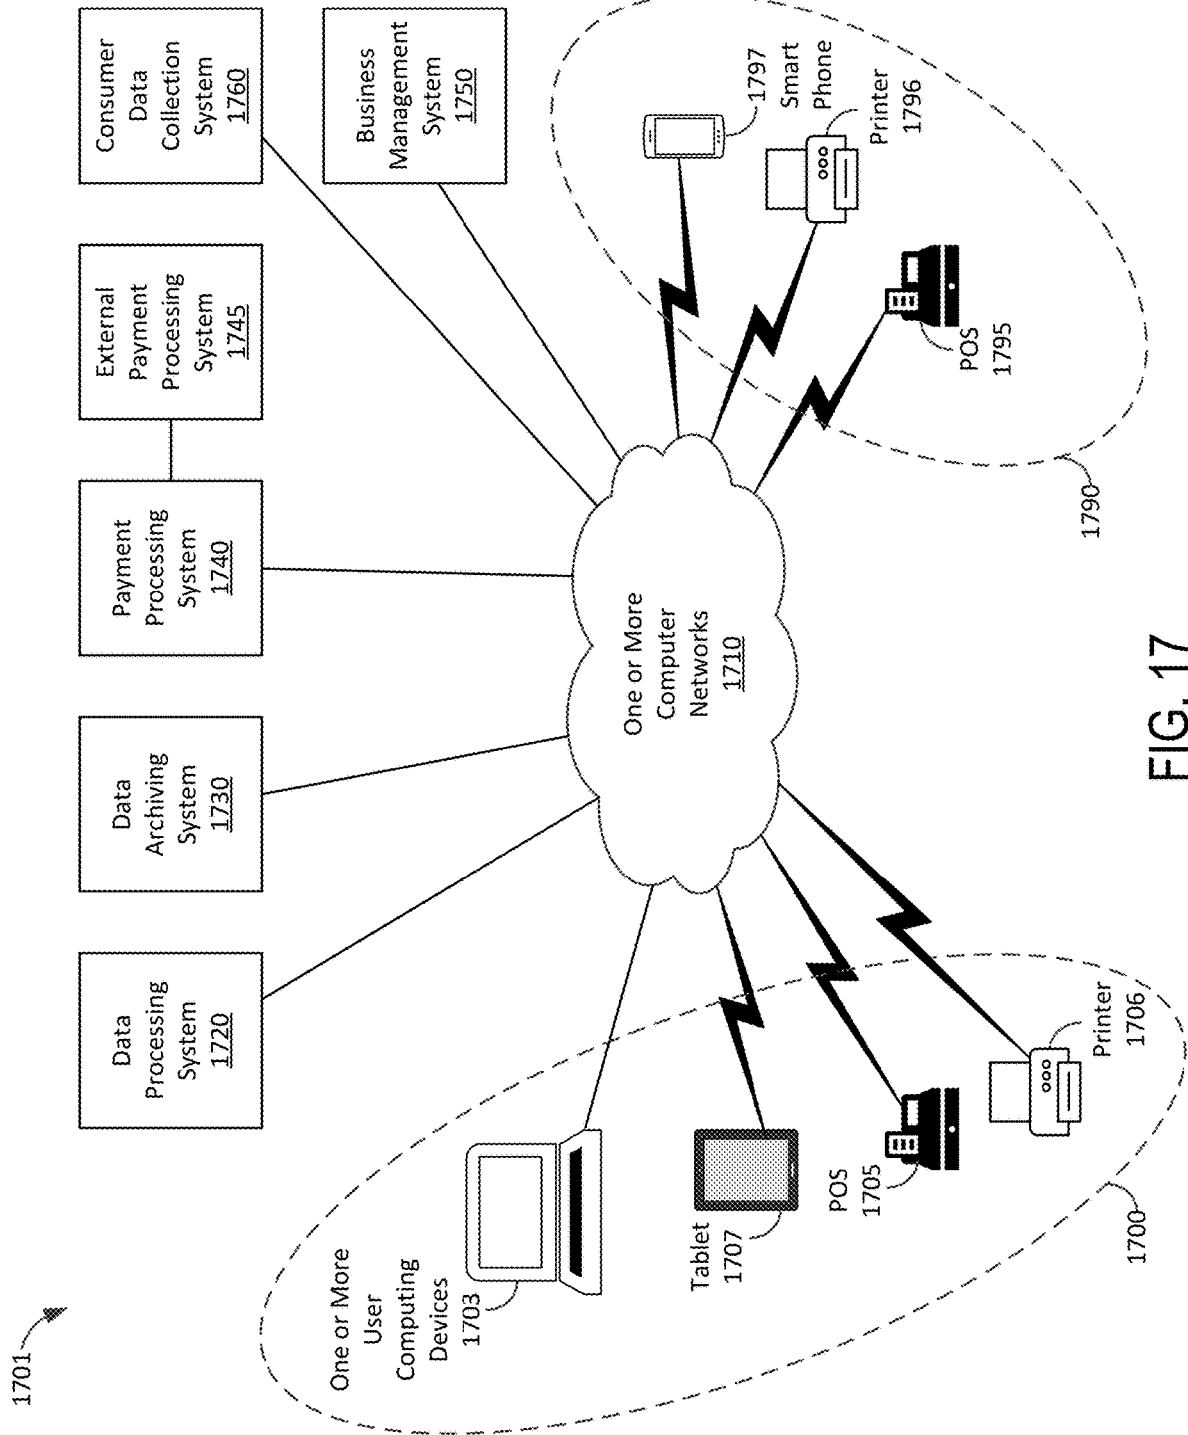 1701
Data
Processing
System
1720
Data
Archiving
System
1730
Payment
Processing
System
1740
External
Payment
Processing
System
1745
Consumer
Data
Collection
System
1760
Business
Management
System
1750
One or More
User
Computing
Devices
1703
One or More
Computer
Networks
1710
Tablet
1707
POS
1705
Printer
1706
1700
1797
Smart
Phone
Printer
1796
POS
1795
1790
FIG. 17